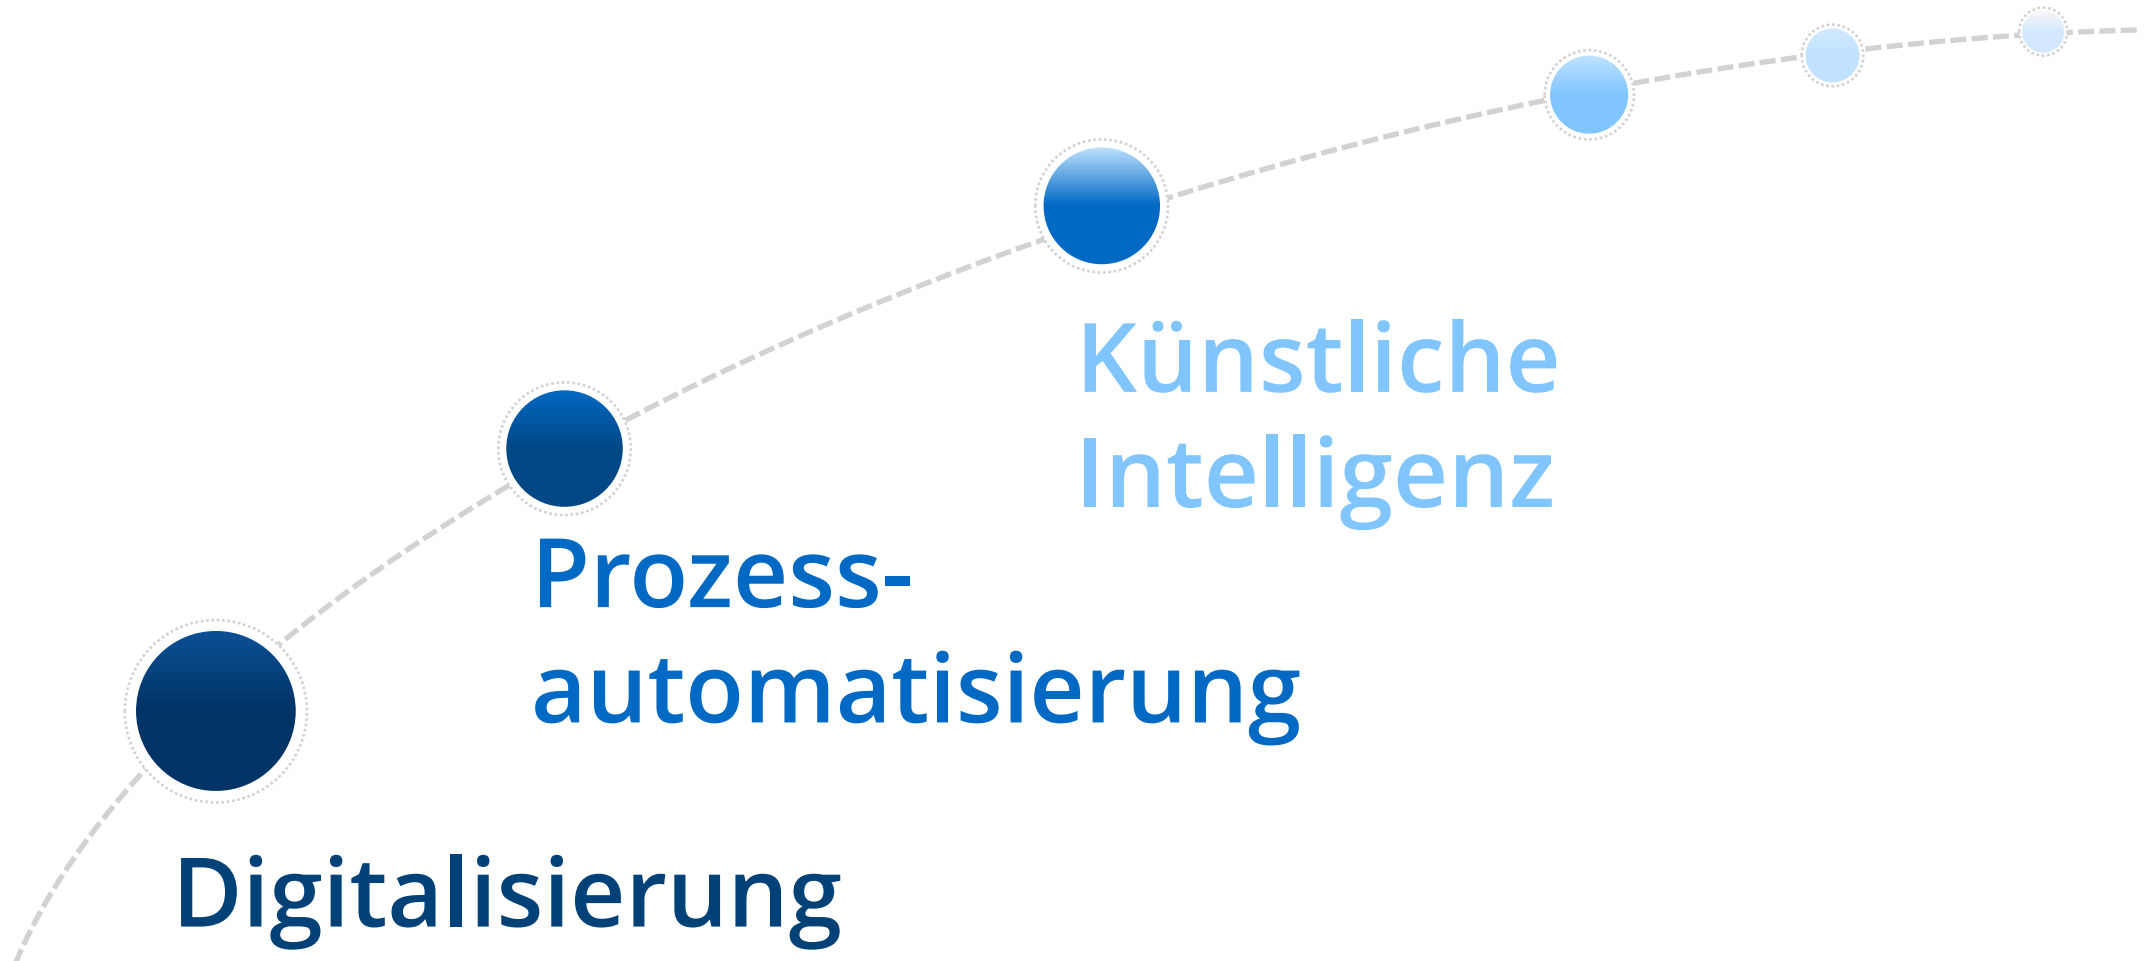 Künstliche
Intelligenz
Prozess-
automatisierung
Digitalisierung